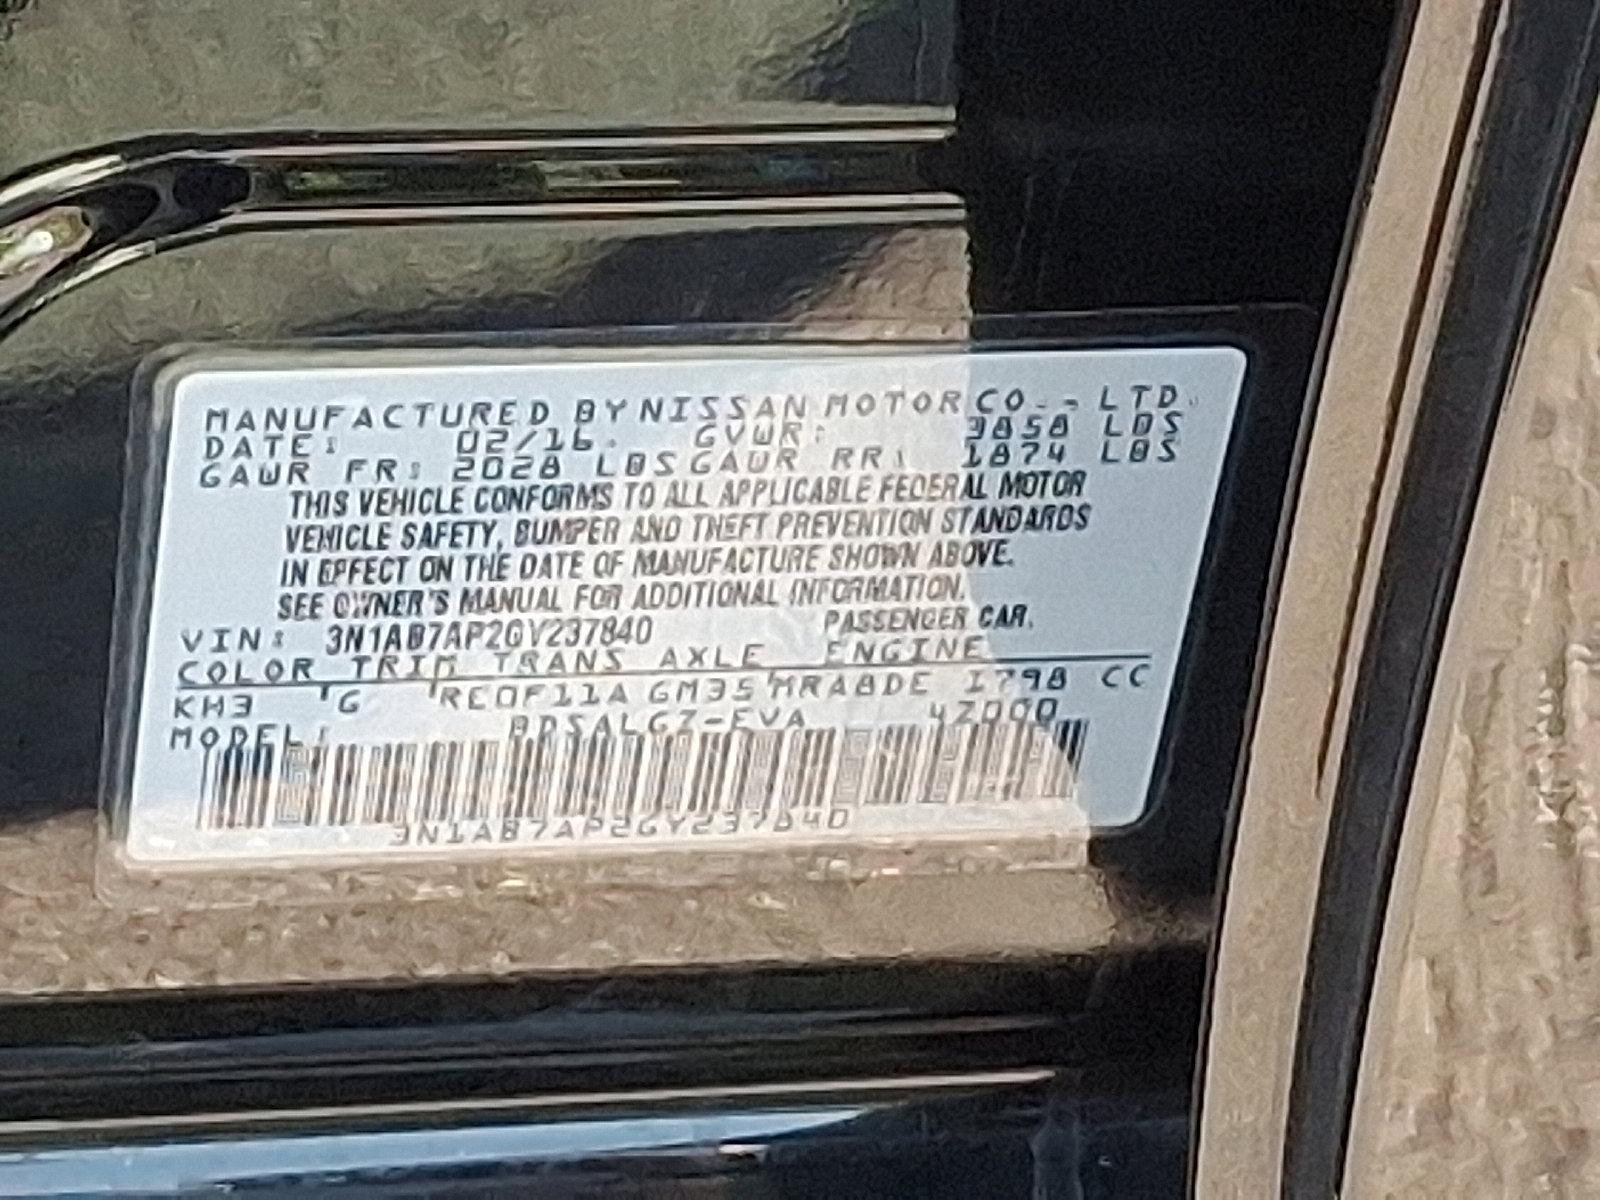 MANUFACTURED BY NISSAN MOTOR CO., LTD.
DATE: 02/16. GVWR: 3858 LBS
GAWR FR: 2028 LBS GAWR RR: 1874 LBS
THIS VEHICLE CONFORMS TO ALL APPLICABLE FEDERAL MOTOR
VEHICLE SAFETY, BUMPER AND THEFT PREVENTION STANDARDS
IN EFFECT ON THE DATE OF MANUFACTURE SHOWN ABOVE.
SEE OWNER'S MANUAL FOR ADDITIONAL INFORMATION.
VIN: 3N1AB7AP2GY237840 PASSENGER CAR.
COLOR TRIM TRANS AXLE ENGINE
KH3 G RE0F11A GM35 MRA8DE 1798 CC
MODEL:
3N1AB7AP2GY237840